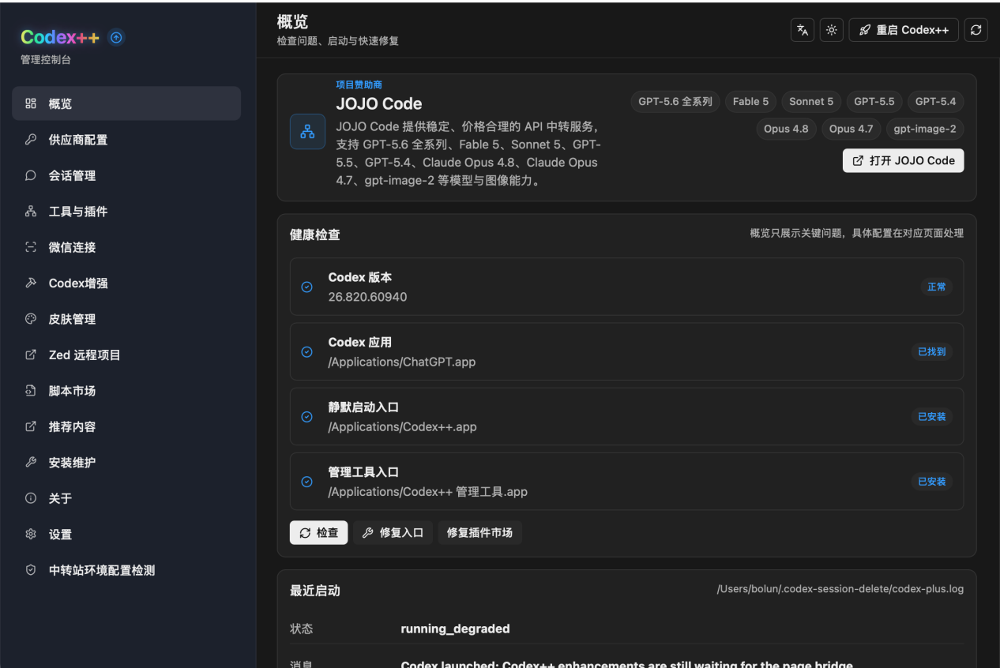 Codex++
管理控制台
概览
供应商配置
会话管理
工具与插件
微信连接
Codex增强
皮肤管理
Zed 远程项目
脚本市场
推荐内容
安装维护
关于
设置
中转站环境配置检测
概览
检查问题、启动与快速修复
重启 Codex++
项目赞助商
JOJO Code
JOJO Code 提供稳定、价格合理的 API 中转服务，
支持 GPT-5.6 全系列、Fable 5、Sonnet 5、GPT-
5.5、GPT-5.4、Claude Opus 4.8、Claude Opus
4.7、gpt-image-2 等模型与图像能力。
GPT-5.6 全系列 Fable 5 Sonnet 5 GPT-5.5 GPT-5.4
Opus 4.8 Opus 4.7 gpt-image-2
打开 JOJO Code
健康检查
概览只展示关键问题，具体配置在对应页面处理
Codex 版本
26.820.60940
正常
Codex 应用
/Applications/ChatGPT.app
已找到
静默启动入口
/Applications/Codex++.app
已安装
管理工具入口
/Applications/Codex++ 管理工具.app
已安装
检查 修复入口 修复插件市场
最近启动
/Users/bolun/.codex-session-delete/codex-plus.log
状态 running_degraded
消息 Codex launched; Codex++ enhancements are still waiting for the page bridge